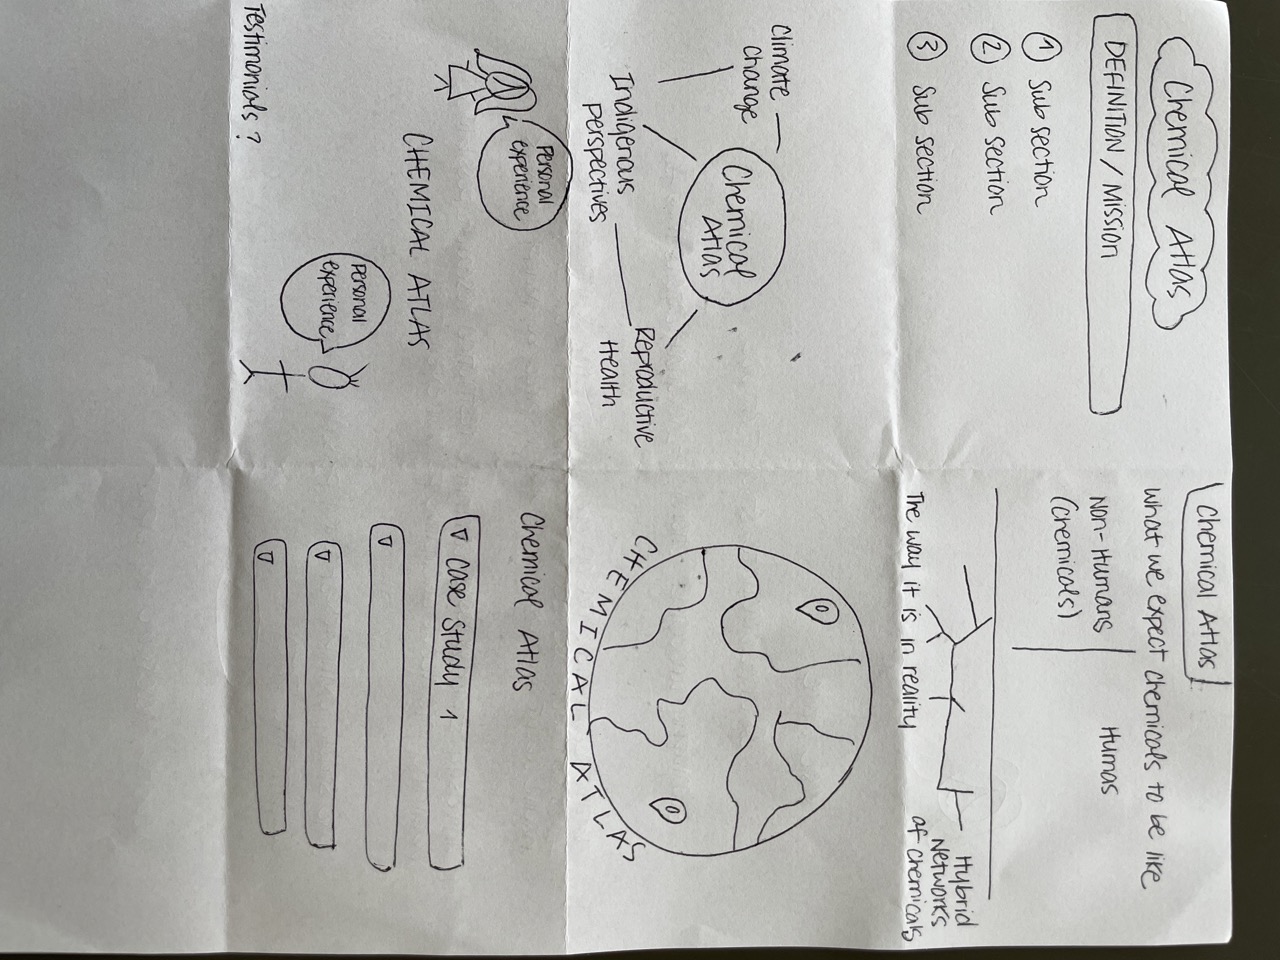 Chemical Atlas
DEFINITION / Mission
1 Sub section
2 Sub section
3 Sub section
Chemical Atlas
what we expect chemicals to be like
Non-Humans
(Chemicals)
Humas
Hybrid
Networks
of Chemicals
The way it is in reality
Climate
Change
Chemical
Atlas
Indigenous
perspectives
Reproductive
Health
CHEMICAL ATLAS
Personal
experience
CHEMICAL ATLAS
Personal
experience
Testimonials ?
Chemical Atlas
Case Study 1